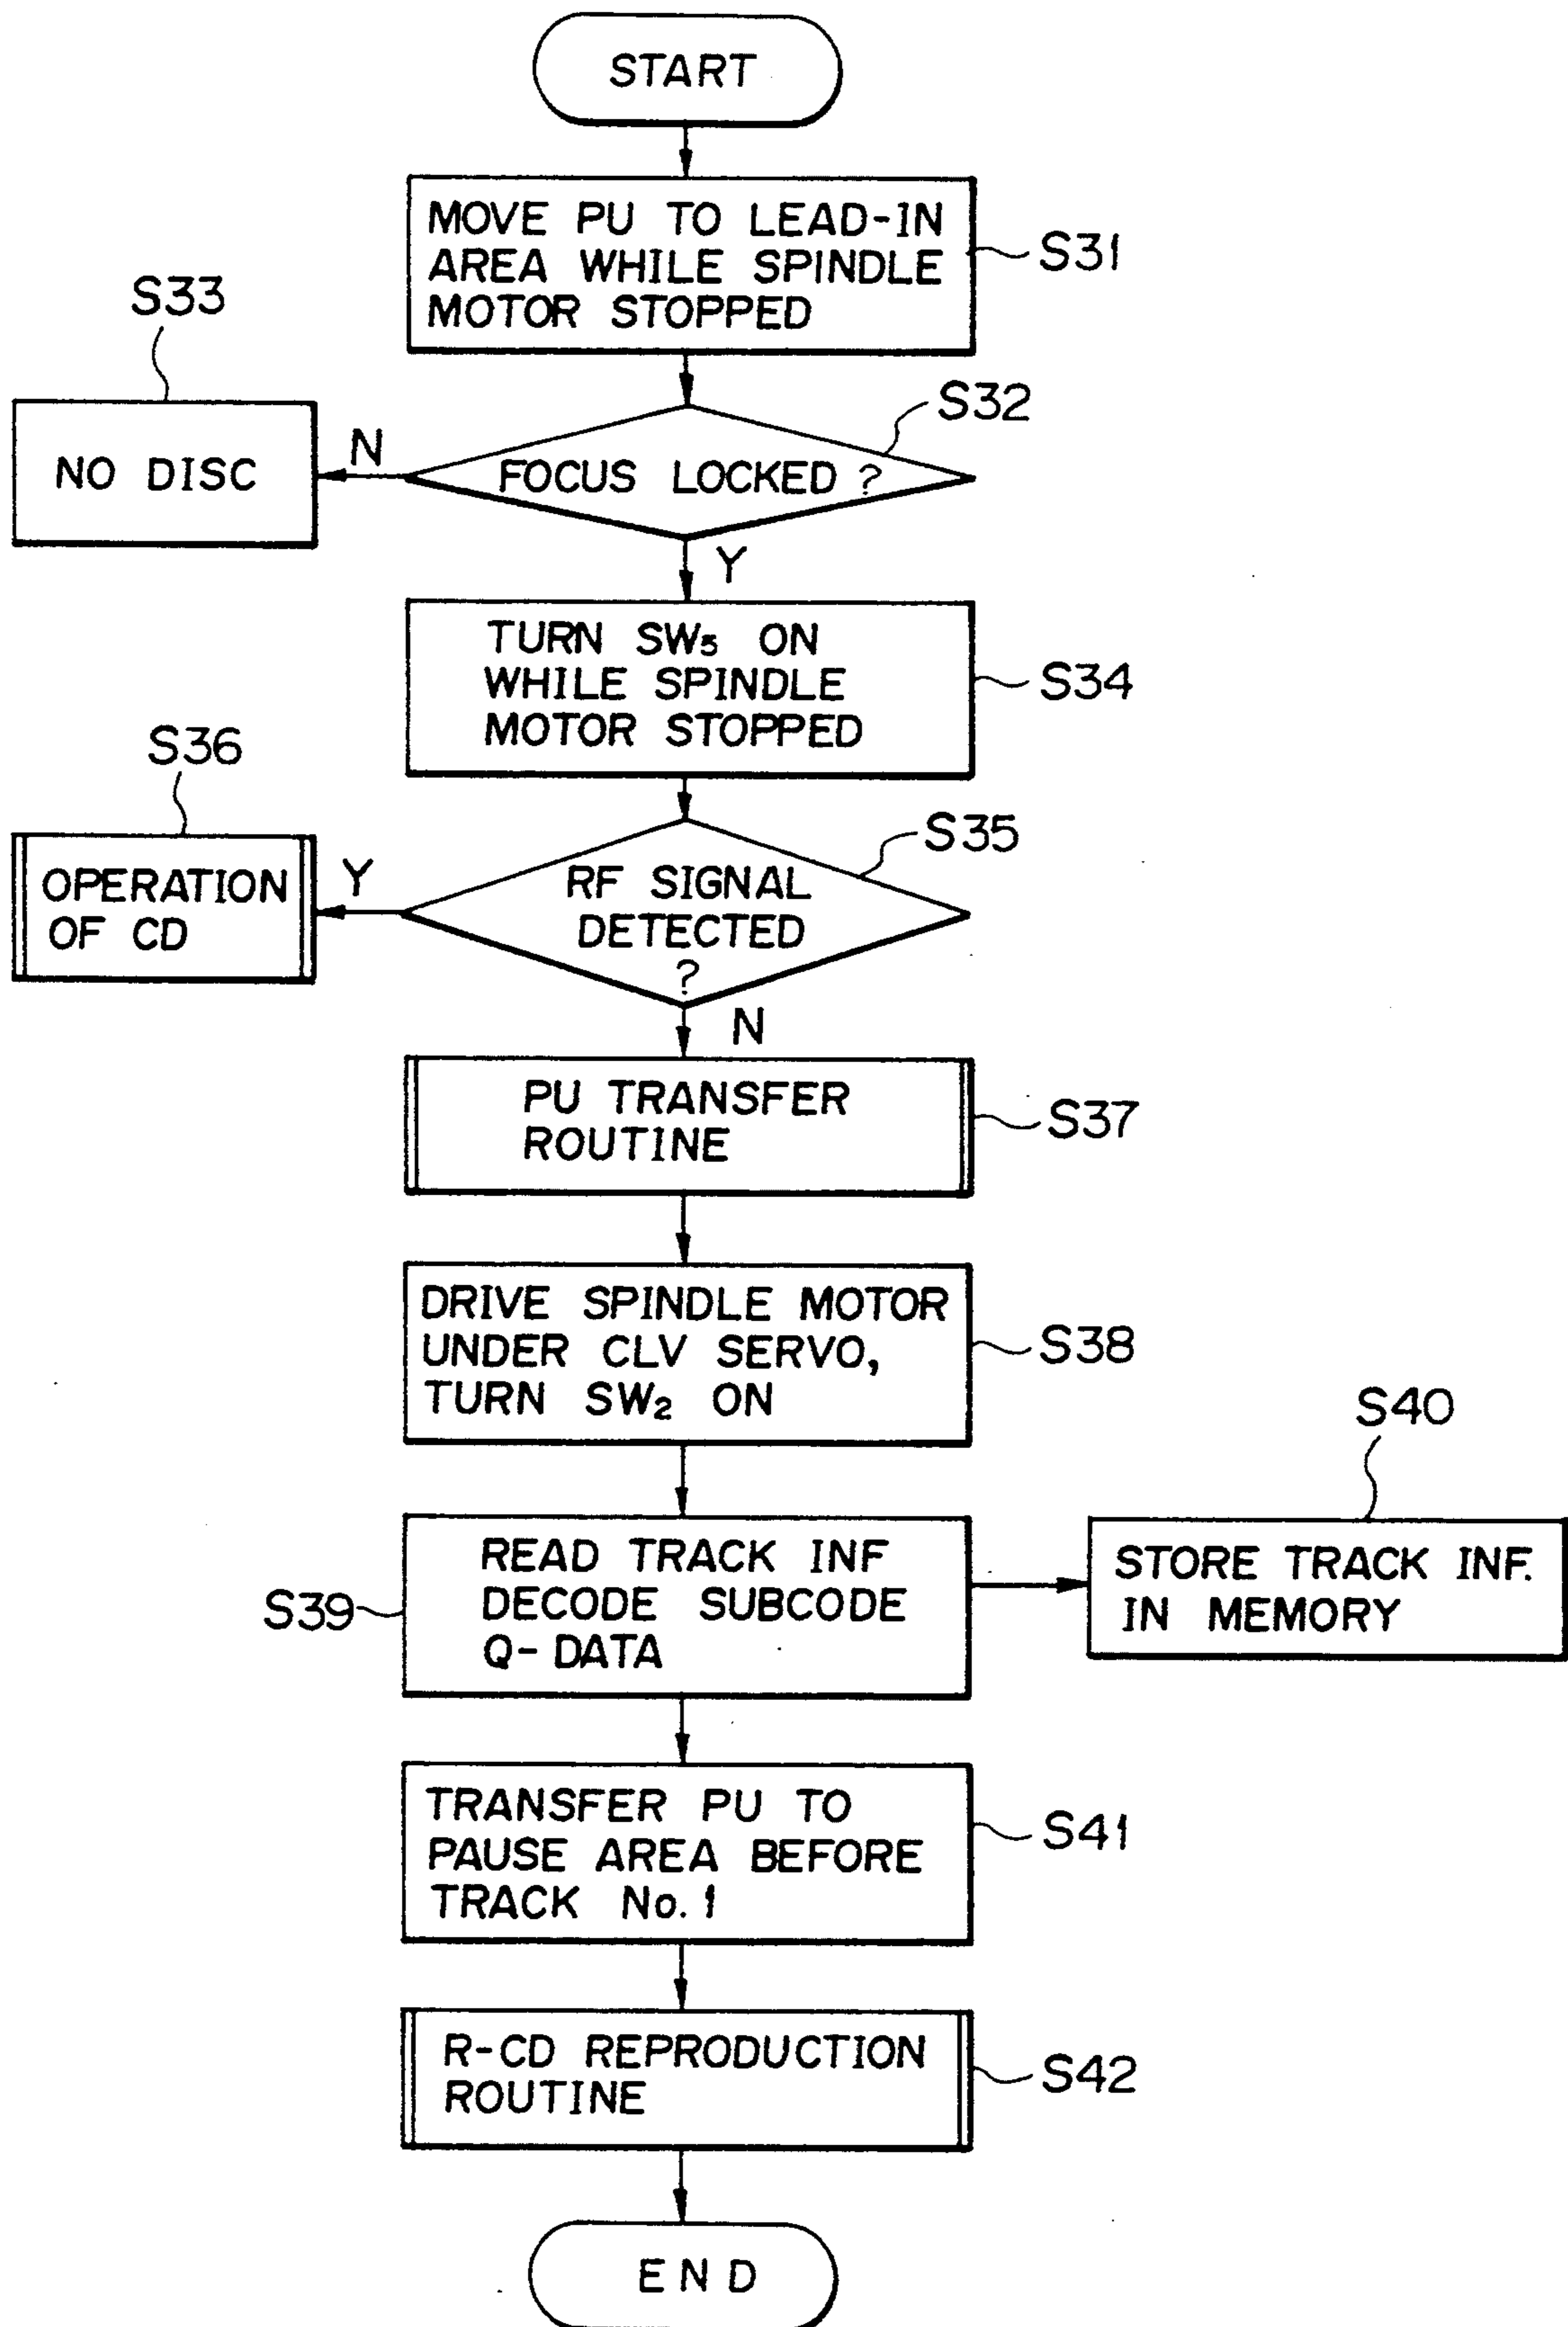 START
MOVE PU TO LEAD-IN
AREA WHILE SPINDLE
MOTOR STOPPED
S31
S33
NO DISC
N
S32
FOCUS LOCKED ?
Y
TURN SW₅ ON
WHILE SPINDLE
MOTOR STOPPED
S34
S36
OPERATION
OF CD
Y
S35
RF SIGNAL
DETECTED
?
N
PU TRANSFER
ROUTINE
S37
DRIVE SPINDLE MOTOR
UNDER CLV SERVO,
TURN SW₂ ON
S38
S39
READ TRACK INF
DECODE SUBCODE
Q-DATA
S40
STORE TRACK INF.
IN MEMORY
TRANSFER PU TO
PAUSE AREA BEFORE
TRACK No. 1
S41
R-CD REPRODUCTION
ROUTINE
S42
END